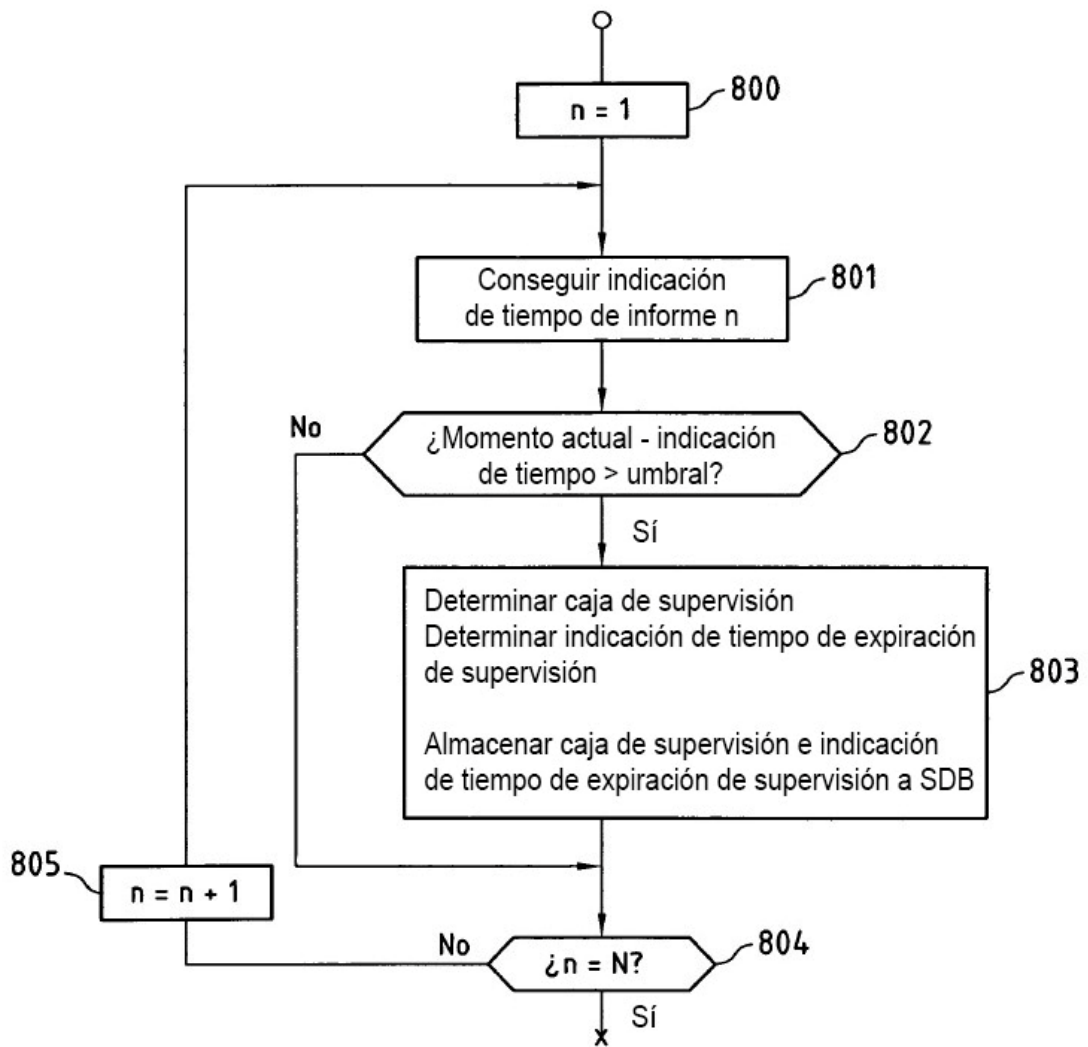 800
n = 1
801
Conseguir indicación
de tiempo de informe n
No
802
¿Momento actual - indicación
de tiempo > umbral?
Sí
Determinar caja de supervisión
Determinar indicación de tiempo de expiración
de supervisión
803
Almacenar caja de supervisión e indicación
de tiempo de expiración de supervisión a SDB
805
n = n + 1
No
804
¿n = N?
Sí
x